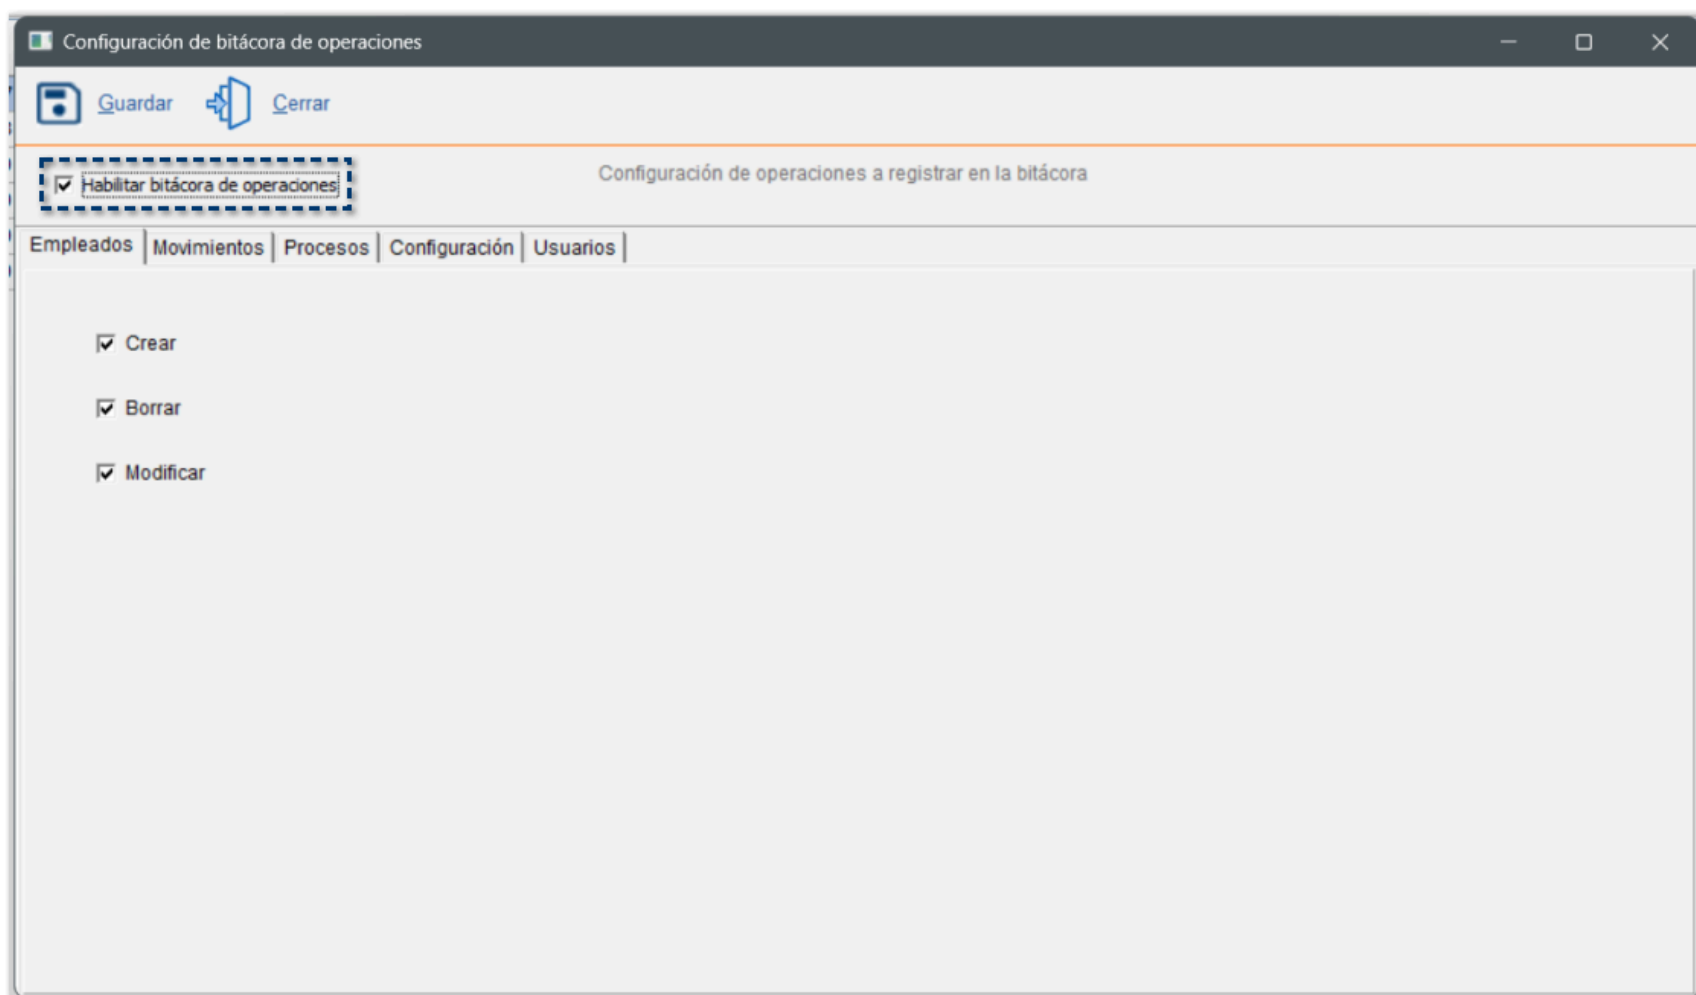 Configuración de bitácora de operaciones
Guardar Cerrar
Habilitar bitácora de operaciones
Configuración de operaciones a registrar en la bitácora
Empleados Movimientos Procesos Configuración Usuarios
Crear
Borrar
Modificar